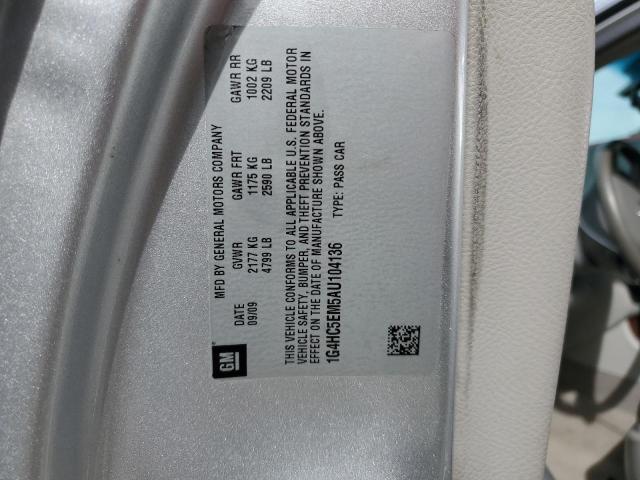 GM
MFD BY GENERAL MOTORS COMPANY
DATE GVWR GAWR FRT GAWR RR
09/09 2177 KG 1175 KG 1002 KG
4799 LB 2590 LB 2209 LB
THIS VEHICLE CONFORMS TO ALL APPLICABLE U.S. FEDERAL MOTOR
VEHICLE SAFETY, BUMPER, AND THEFT PREVENTION STANDARDS IN
EFFECT ON THE DATE OF MANUFACTURE SHOWN ABOVE.
1G4HC5EM5AU104136 TYPE: PASS CAR